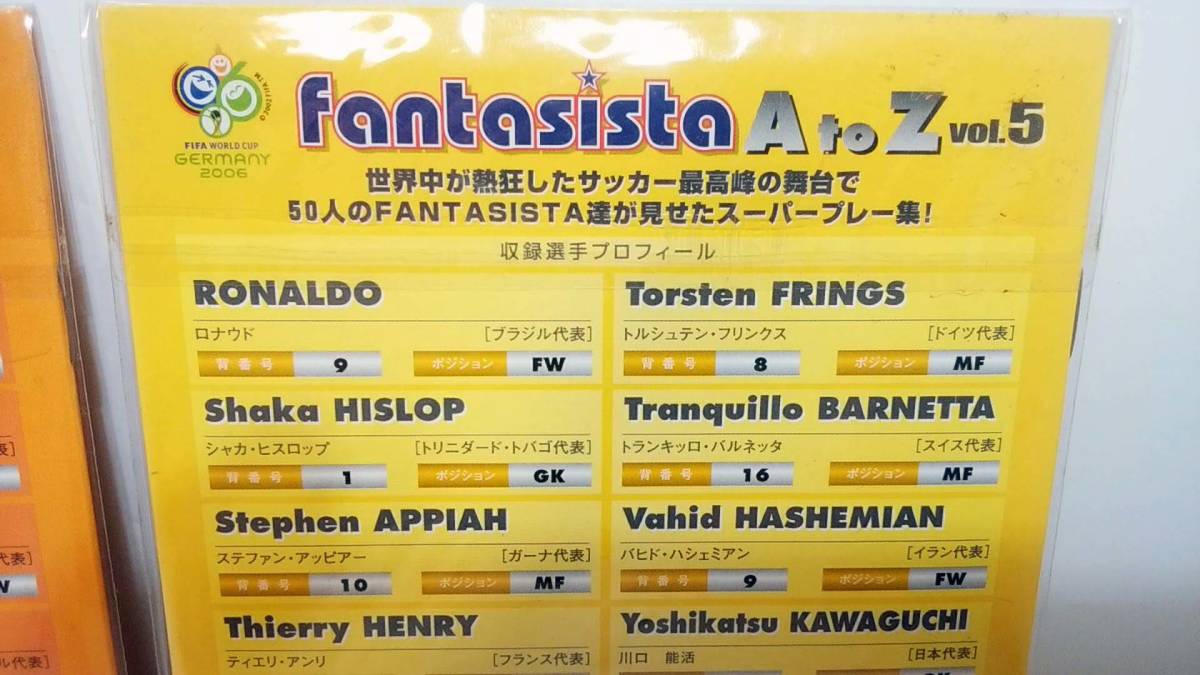 fantasista A to Z vol.5
FIFA WORLD CUP
GERMANY
2006
世界中が熱狂したサッカー最高峰の舞台で
50人のFANTASISTA達が見せたスーパープレー集!
収録選手プロフィール
RONALDO
ロナウド [ブラジル代表]
背番号 9 ポジション FW
Torsten FRINGS
トルシュテン・フリンクス [ドイツ代表]
背番号 8 ポジション MF
Shaka HISLOP
シャカ・ヒスロップ [トリニダード・トバゴ代表]
背番号 1 ポジション GK
Tranquillo BARNETTA
トランキッロ・バルネッタ [スイス代表]
背番号 16 ポジション MF
Stephen APPIAH
ステファン・アッピアー [ガーナ代表]
背番号 10 ポジション MF
Vahid HASHEMIAN
バヒド・ハシェミアン [イラン代表]
背番号 9 ポジション FW
Thierry HENRY
ティエリ・アンリ [フランス代表]
Yoshikatsu KAWAGUCHI
川口 能活 [日本代表]